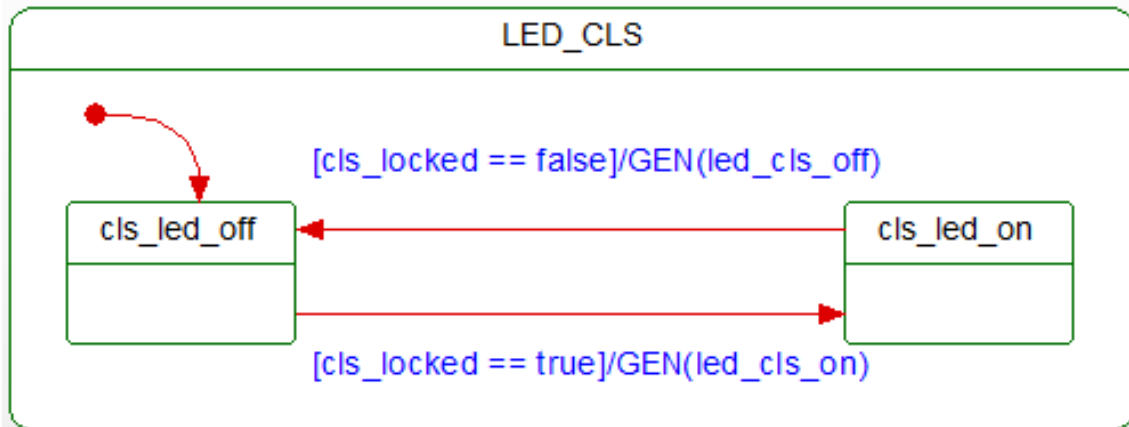 LED_CLS
[cls_locked == false]/GEN(led_cls_off)
cls_led_off
cls_led_on
[cls_locked == true]/GEN(led_cls_on)